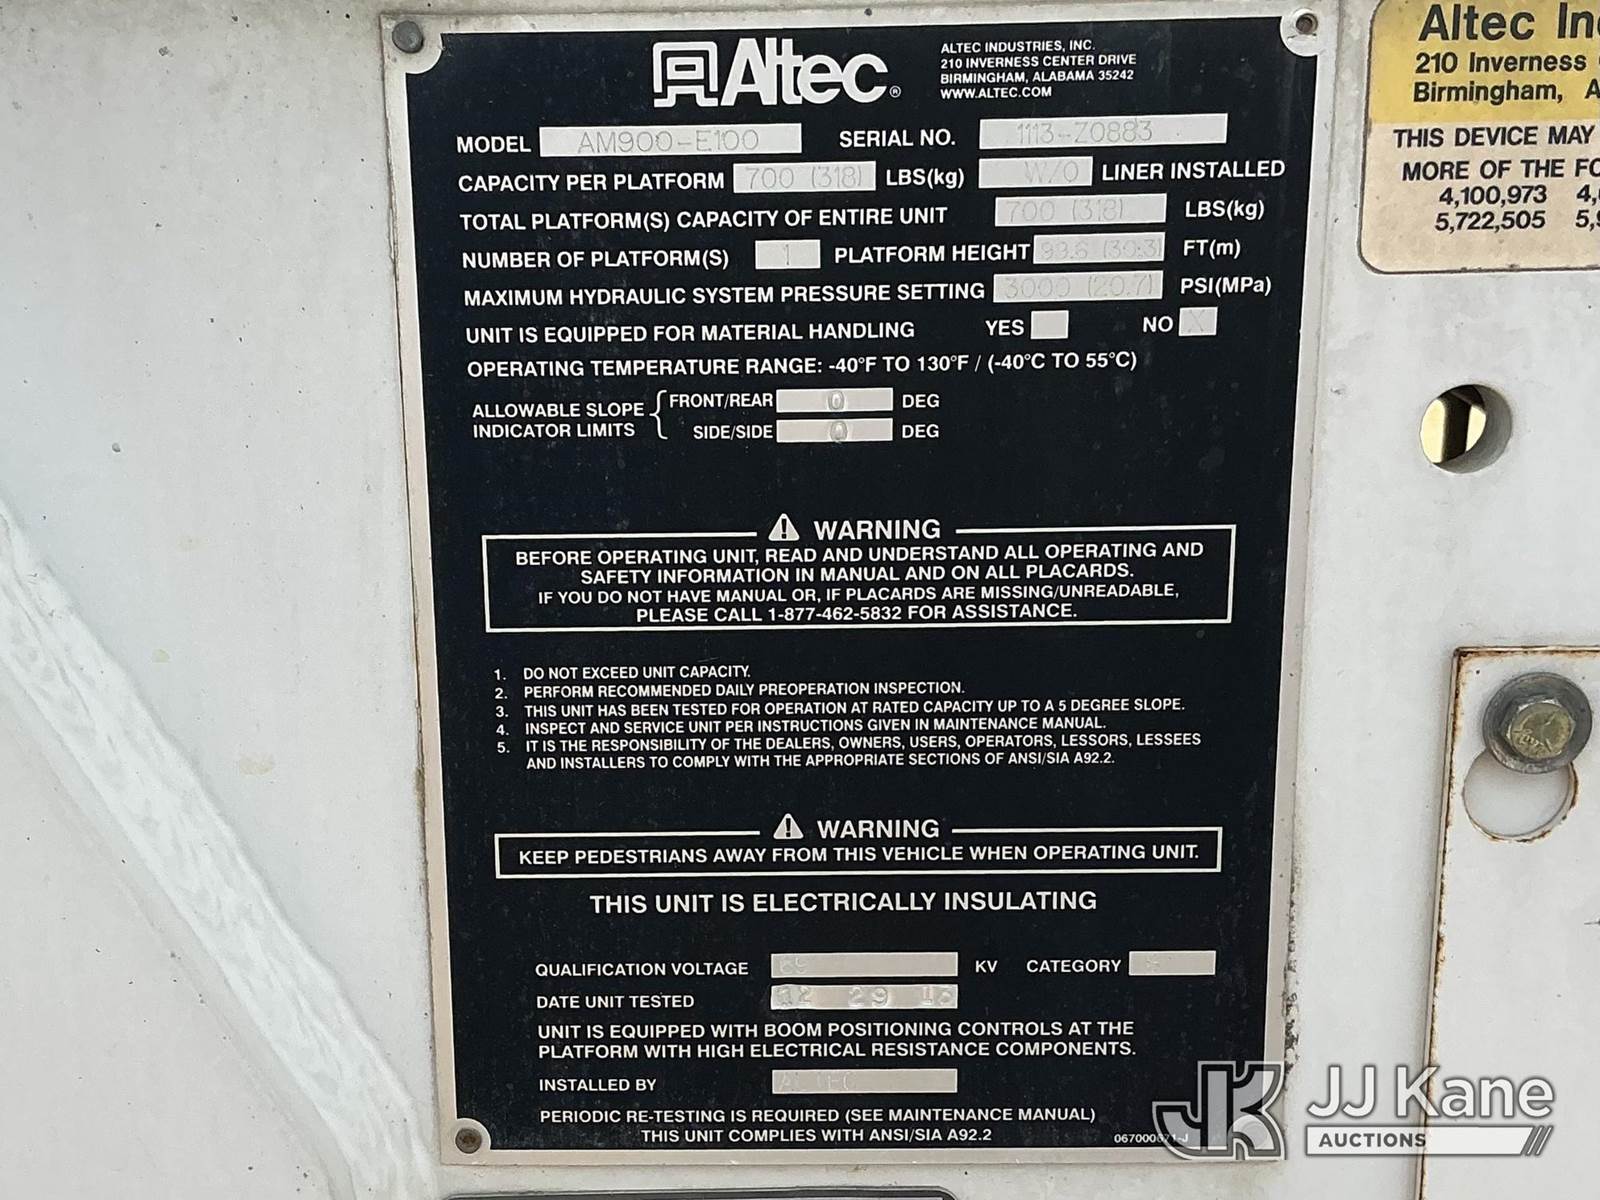 Altec®
ALTEC INDUSTRIES, INC.
210 INVERNESS CENTER DRIVE
BIRMINGHAM, ALABAMA 35242
WWW.ALTEC.COM
MODEL AM900-E100 SERIAL NO. 1113-Z0883
CAPACITY PER PLATFORM 700 (318) LBS(kg) W/O LINER INSTALLED
TOTAL PLATFORM(S) CAPACITY OF ENTIRE UNIT 700 (318) LBS(kg)
NUMBER OF PLATFORM(S) 1 PLATFORM HEIGHT 99.6 (30.3) FT(m)
MAXIMUM HYDRAULIC SYSTEM PRESSURE SETTING 3000 (20.7) PSI(MPa)
UNIT IS EQUIPPED FOR MATERIAL HANDLING YES NO X
OPERATING TEMPERATURE RANGE: -40°F TO 130°F / (-40°C TO 55°C)
ALLOWABLE SLOPE INDICATOR LIMITS
FRONT/REAR 0 DEG
SIDE/SIDE 0 DEG
⚠ WARNING
BEFORE OPERATING UNIT, READ AND UNDERSTAND ALL OPERATING AND
SAFETY INFORMATION IN MANUAL AND ON ALL PLACARDS.
IF YOU DO NOT HAVE MANUAL OR, IF PLACARDS ARE MISSING/UNREADABLE,
PLEASE CALL 1-877-462-5832 FOR ASSISTANCE.
1. DO NOT EXCEED UNIT CAPACITY.
2. PERFORM RECOMMENDED DAILY PREOPERATION INSPECTION.
3. THIS UNIT HAS BEEN TESTED FOR OPERATION AT RATED CAPACITY UP TO A 5 DEGREE SLOPE.
4. INSPECT AND SERVICE UNIT PER INSTRUCTIONS GIVEN IN MAINTENANCE MANUAL.
5. IT IS THE RESPONSIBILITY OF THE DEALERS, OWNERS, USERS, OPERATORS, LESSORS, LESSEES
AND INSTALLERS TO COMPLY WITH THE APPROPRIATE SECTIONS OF ANSI/SIA A92.2.
⚠ WARNING
KEEP PEDESTRIANS AWAY FROM THIS VEHICLE WHEN OPERATING UNIT.
THIS UNIT IS ELECTRICALLY INSULATING
QUALIFICATION VOLTAGE KV CATEGORY
DATE UNIT TESTED 12 29 13
UNIT IS EQUIPPED WITH BOOM POSITIONING CONTROLS AT THE
PLATFORM WITH HIGH ELECTRICAL RESISTANCE COMPONENTS.
INSTALLED BY ALTEC
PERIODIC RE-TESTING IS REQUIRED (SEE MAINTENANCE MANUAL)
THIS UNIT COMPLIES WITH ANSI/SIA A92.2
Altec
210 Inverness
Birmingham,
THIS DEVICE MAY
MORE OF THE
4,100,973
5,722,505
JJ Kane
AUCTIONS